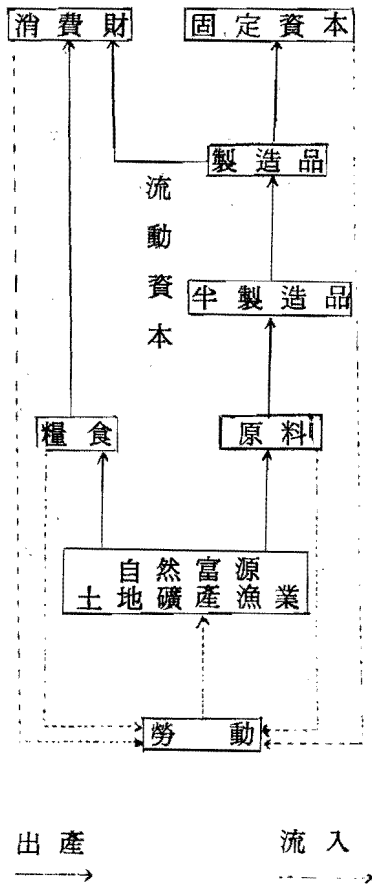 消費財 固定資本
製造品
流動資本
半製造品
糧食 原料
自然富源
土地礦產漁業
勞動
出產 流入